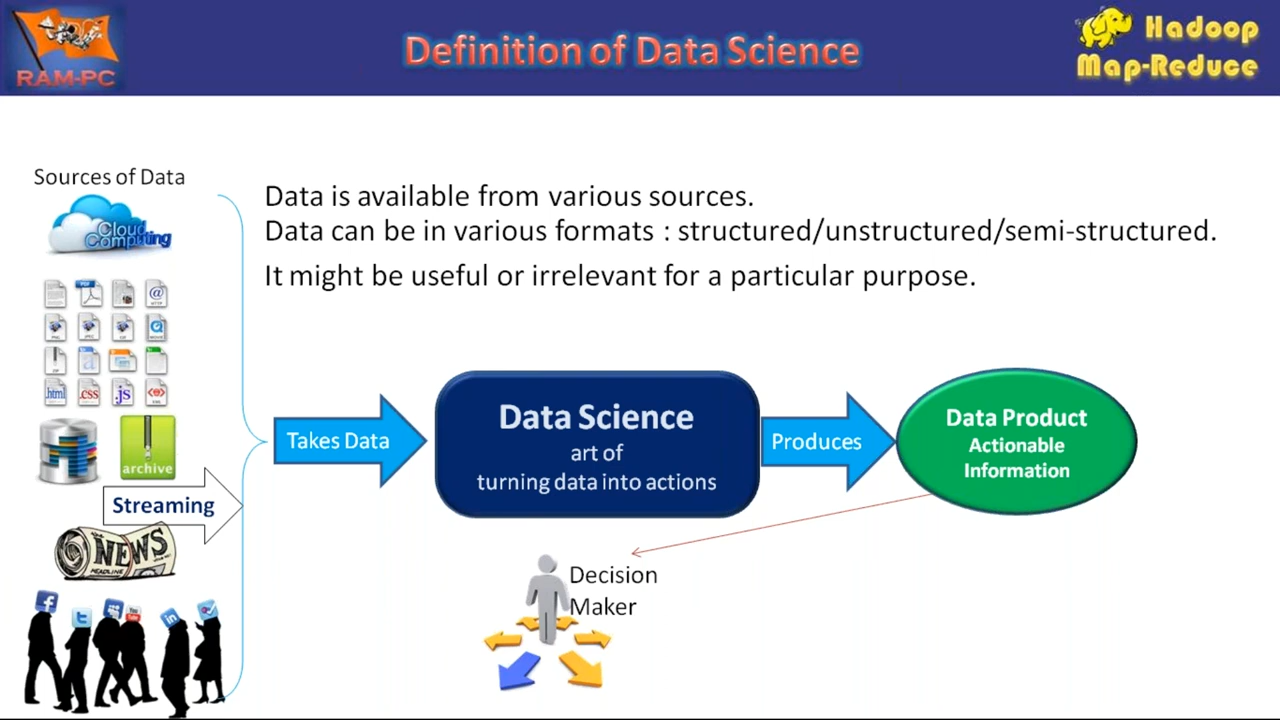 RAM-PC
Definition of Data Science
Hadoop
Map-Reduce
Sources of Data
Cloud
Computing
Data is available from various sources.
Data can be in various formats : structured/unstructured/semi-structured.
It might be useful or irrelevant for a particular purpose.
PDF
@
.html .css .js
archive
Streaming
NEWS
HEADLINE
Takes Data
Data Science
art of
turning data into actions
Produces
Data Product
Actionable
Information
Decision
Maker